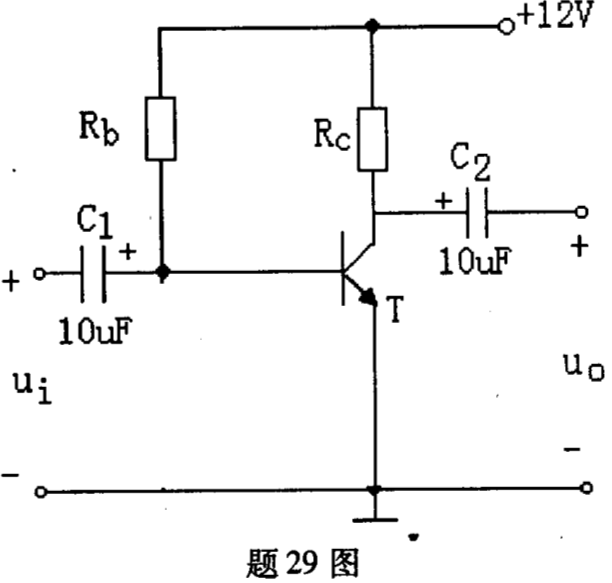 +12V
Rb
Rc
C2
+
10uF
+
C1
+
+
10uF
T
ui
uo
-
-
题29图